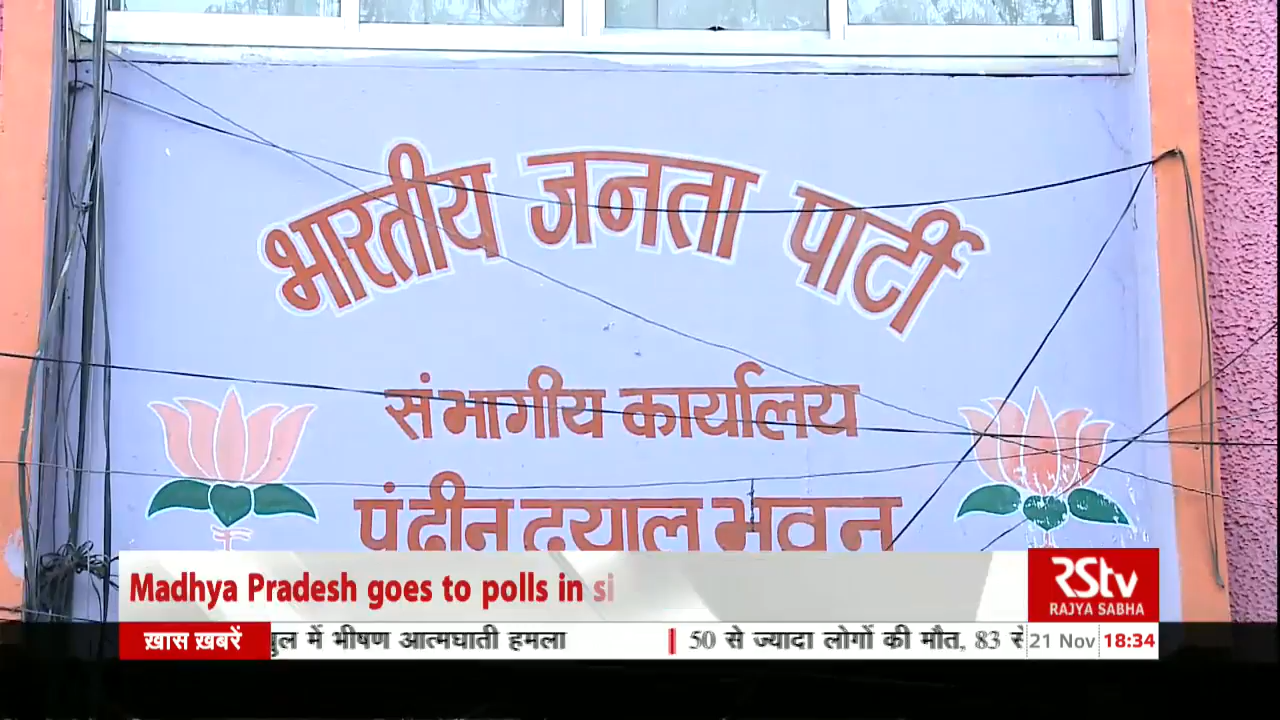 भारतीय जनता पार्टी
संभागीय कार्यालय
पं दीन दयाल भवन
Madhya Pradesh goes to polls in si
RStv
RAJYA SABHA
ख़ास ख़बरें
में भीषण आत्मघाती हमला | 50 से ज्यादा लोगों की मौत, 83 से
21 Nov 18:34